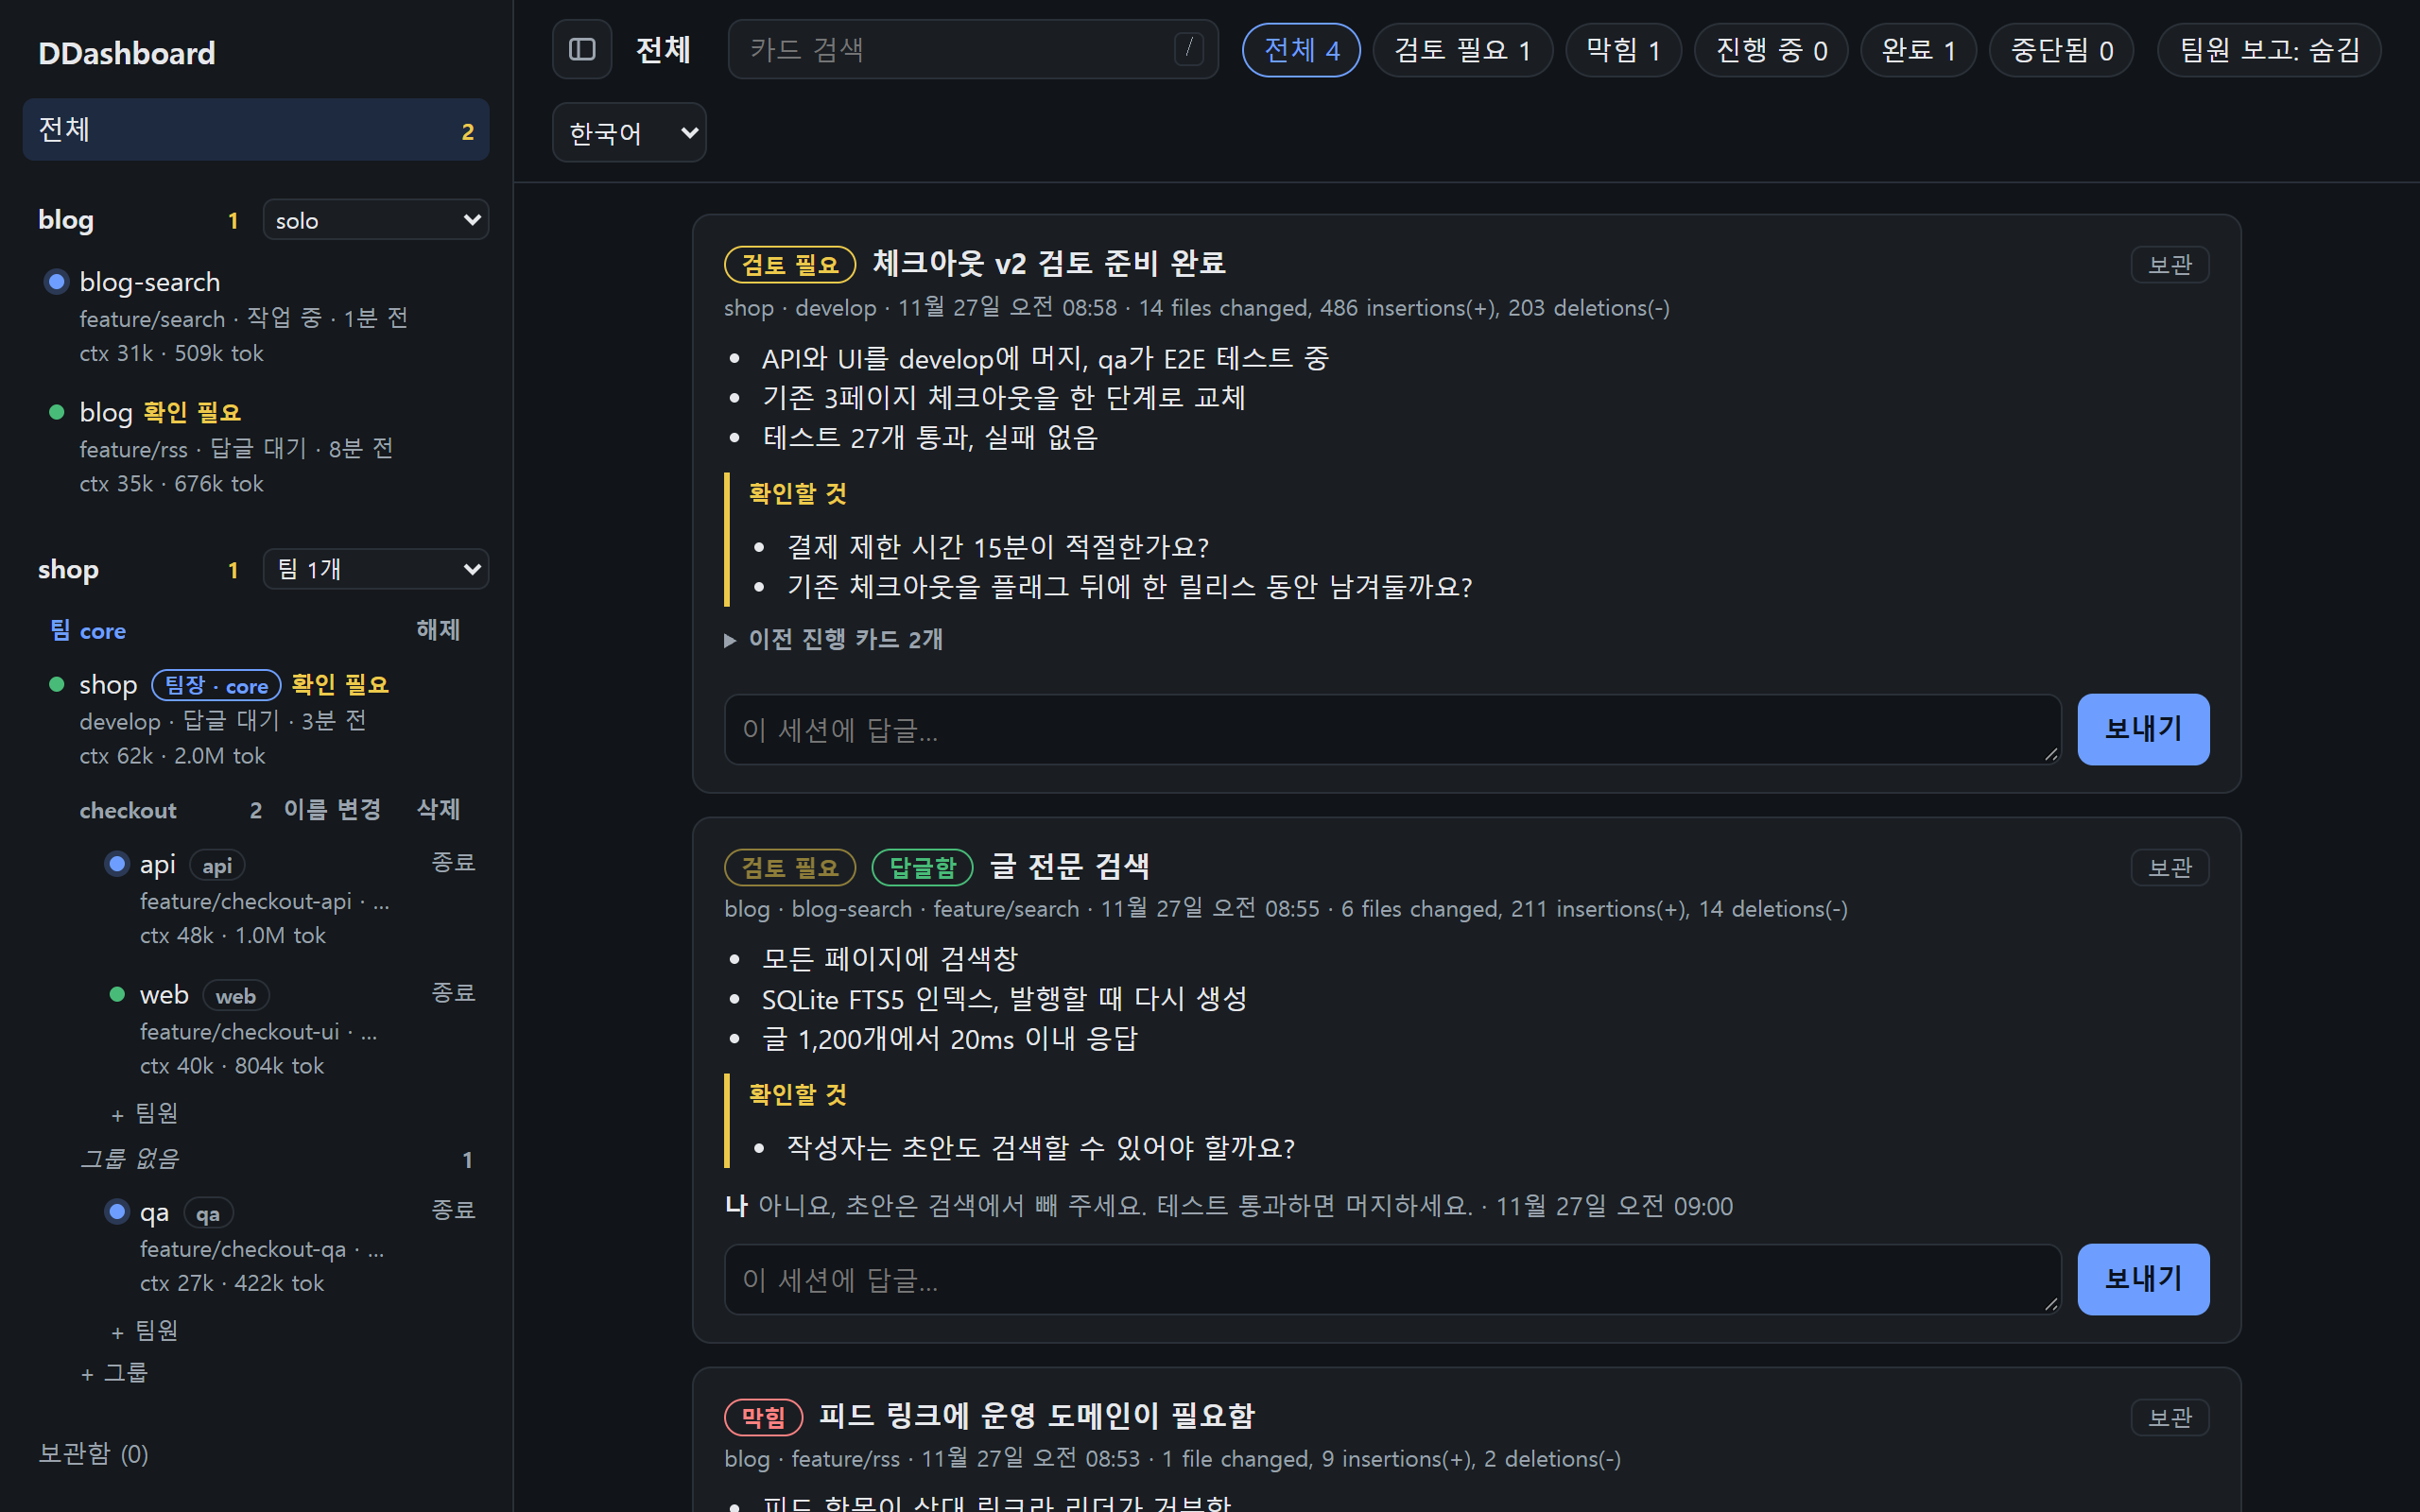 DDashboard
전체 2
blog 1 solo
blog-search
feature/search · 작업 중 · 1분 전
ctx 31k · 509k tok
blog 확인 필요
feature/rss · 답글 대기 · 8분 전
ctx 35k · 676k tok
shop 1 팀 1개
팀 core 해제
shop 팀장 · core 확인 필요
develop · 답글 대기 · 3분 전
ctx 62k · 2.0M tok
checkout 2 이름 변경 삭제
api api 종료
feature/checkout-api · ...
ctx 48k · 1.0M tok
web web 종료
feature/checkout-ui · ...
ctx 40k · 804k tok
+ 팀원
그룹 없음 1
qa qa 종료
feature/checkout-qa · ...
ctx 27k · 422k tok
+ 팀원
+ 그룹
보관함 (0)
전체 카드 검색 / 전체 4 검토 필요 1 막힘 1 진행 중 0 완료 1 중단됨 0 팀원 보고: 숨김
한국어
검토 필요 체크아웃 v2 검토 준비 완료 보관
shop · develop · 11월 27일 오전 08:58 · 14 files changed, 486 insertions(+), 203 deletions(-)
• API와 UI를 develop에 머지, qa가 E2E 테스트 중
• 기존 3페이지 체크아웃을 한 단계로 교체
• 테스트 27개 통과, 실패 없음
확인할 것
• 결제 제한 시간 15분이 적절한가요?
• 기존 체크아웃을 플래그 뒤에 한 릴리스 동안 남겨둘까요?
▶ 이전 진행 카드 2개
이 세션에 답글... 보내기
검토 필요 답글함 글 전문 검색 보관
blog · blog-search · feature/search · 11월 27일 오전 08:55 · 6 files changed, 211 insertions(+), 14 deletions(-)
• 모든 페이지에 검색창
• SQLite FTS5 인덱스, 발행할 때 다시 생성
• 글 1,200개에서 20ms 이내 응답
확인할 것
• 작성자는 초안도 검색할 수 있어야 할까요?
나 아니요, 초안은 검색에서 빼 주세요. 테스트 통과하면 머지하세요. · 11월 27일 오전 09:00
이 세션에 답글... 보내기
막힘 피드 링크에 운영 도메인이 필요함 보관
blog · feature/rss · 11월 27일 오전 08:53 · 1 file changed, 9 insertions(+), 2 deletions(-)
• 피드 항목이 상대 링크라 리더가 거부함